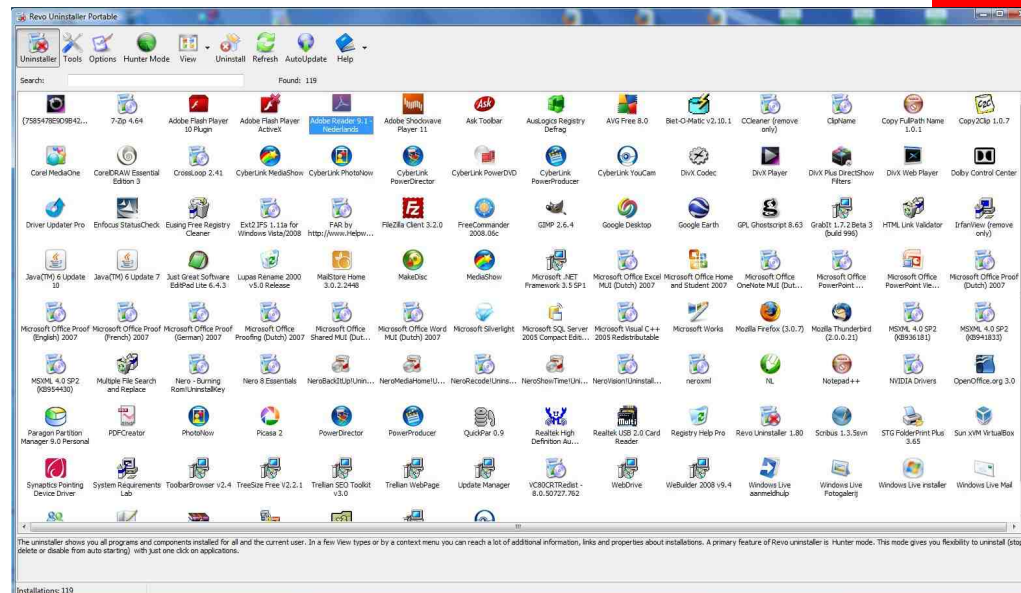 Revo Uninstaller Portable
Uninstaller Tools Options Hunter Mode View Uninstall Refresh AutoUpdate Help
Search: Found: 119
{7585478E9D9B42... 7-Zip 4.64 Adobe Flash Player Adobe Flash Player Adobe Reader 9.1 - Adobe Shockwave Ask Toolbar AusLogics Registry AVG Free 8.0 Biet-O-Matic v2.10.1 CCleaner (remove ClipName Copy FullPath Name Copy2Clip 1.0.7
10 Plugin ActiveX Nederlands Player 11 Defrag only) 1.0.1
Corel MediaOne CorelDRAW Essential CrossLoop 2.41 CyberLink MediaShow CyberLink PhotoNow CyberLink CyberLink PowerDVD CyberLink CyberLink YouCam DivX Codec DivX Player DivX Plus DirectShow DivX Web Player Dolby Control Center
Edition 3 PowerDirector PowerProducer Filters
Driver Updater Pro Enfocus StatusCheck Eusing Free Registry Ext2 IFS 1.11a for FAR by FileZilla Client 3.2.0 FreeCommander GIMP 2.6.4 Google Desktop Google Earth GPL Ghostscript 8.63 GrabIt 1.7.2 Beta 3 HTML Link Validator IrfanView (remove
Cleaner Windows Vista/2008 http://www.Helpw... 2008.06c (build 996) only)
Java(TM) 6 Update Java(TM) 6 Update 7 Just Great Software Lupas Rename 2000 MailStore Home MakeDisc MediaShow Microsoft .NET Microsoft Office Excel Microsoft Office Home Microsoft Office Microsoft Office Microsoft Office Microsoft Office Proof
10 EditPad Lite 6.4.3 v5.0 Release 3.0.2.2448 Framework 3.5 SP1 MUI (Dutch) 2007 and Student 2007 OneNote MUI (Dut... PowerPoint ... PowerPoint Vie... (Dutch) 2007
Microsoft Office Proof Microsoft Office Proof Microsoft Office Proof Microsoft Office Microsoft Office Microsoft Office Word Microsoft Silverlight Microsoft SQL Server Microsoft Visual C++ Microsoft Works Mozilla Firefox (3.0.7) Mozilla Thunderbird MSXML 4.0 SP2 MSXML 4.0 SP2
(English) 2007 (French) 2007 (German) 2007 Proofing (Dutch) 2007 Shared MUI (Dut... MUI (Dutch) 2007 2005 Compact Editi... 2005 Redistributable (2.0.0.21) (KB936181) (KB941833)
MSXML 4.0 SP2 Multiple File Search Nero - Burning Nero 8 Essentials NeroBackItUp!Unin... NeroMediaHome!U... NeroRecode!Unins... NeroShowTime!Uni... NeroVision!Uninstall... neroxml NL Notepad++ NVIDIA Drivers OpenOffice.org 3.0
(KB954430) and Replace Rom!UninstallKey
Paragon Partition PDFCreator PhotoNow Picasa 2 PowerDirector PowerProducer QuickPar 0.9 Realtek High Realtek USB 2.0 Card Registry Help Pro Revo Uninstaller 1.80 Scribus 1.3.5svn STG FolderPrint Plus Sun xVM VirtualBox
Manager 9.0 Personal Definition Au... Reader 3.65
Synaptics Pointing System Requirements ToolbarBrowser v2.4 TreeSize Free V2.2.1 Trellian SEO Toolkit Trellian WebPage Update Manager VC80CRTRedist - WebDrive WeBuilder 2008 v9.4 Windows Live Windows Live Windows Live installer Windows Live Mail
Device Driver Lab v3.0 8.0.50727.762 aanmeldhulp Fotogalerij
The uninstaller shows you all programs and components installed for all and the current user. In a few View types or by a context menu you can reach a lot of additional information, links and properties about installations. A primary feature of Revo uninstaller is Hunter mode. This mode gives you flexibility to uninstall (stop
delete or disable from auto starting) with just one click on applications.
Installations: 119